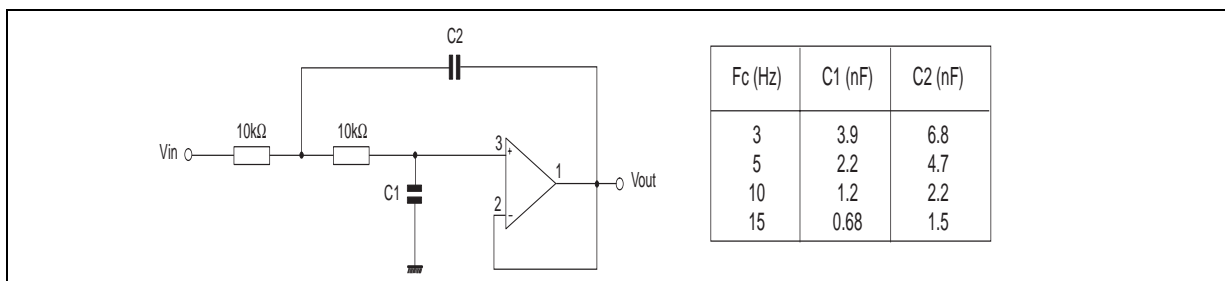 C2
10kΩ
10kΩ
Vin
3
+
1
Vout
C1
2
-
Fc (Hz) C1 (nF) C2 (nF)
3 3.9 6.8
5 2.2 4.7
10 1.2 2.2
15 0.68 1.5